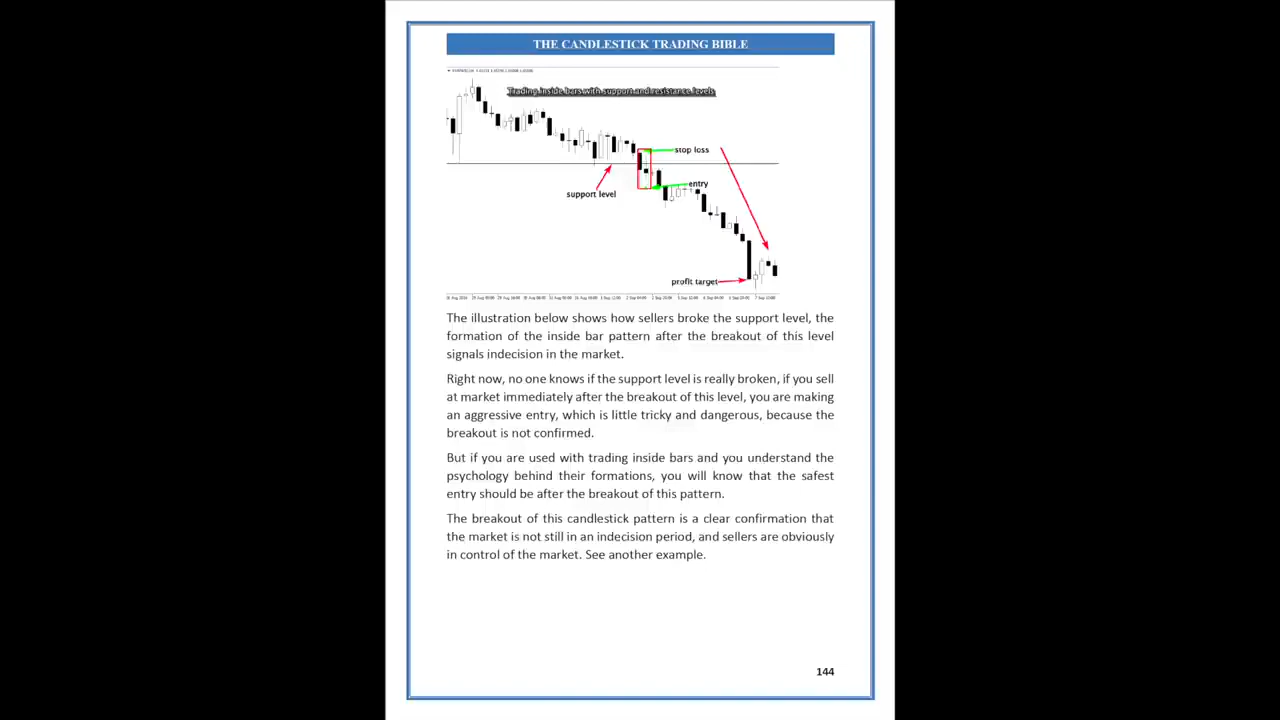 THE CANDLESTICK TRADING BIBLE
Trading inside bars with support and resistance levels
stop loss
entry
support level
profit target
The illustration below shows how sellers broke the support level, the
formation of the inside bar pattern after the breakout of this level
signals indecision in the market.
Right now, no one knows if the support level is really broken, if you sell
at market immediately after the breakout of this level, you are making
an aggressive entry, which is little tricky and dangerous, because the
breakout is not confirmed.
But if you are used with trading inside bars and you understand the
psychology behind their formations, you will know that the safest
entry should be after the breakout of this pattern.
The breakout of this candlestick pattern is a clear confirmation that
the market is not still in an indecision period, and sellers are obviously
in control of the market. See another example.
144